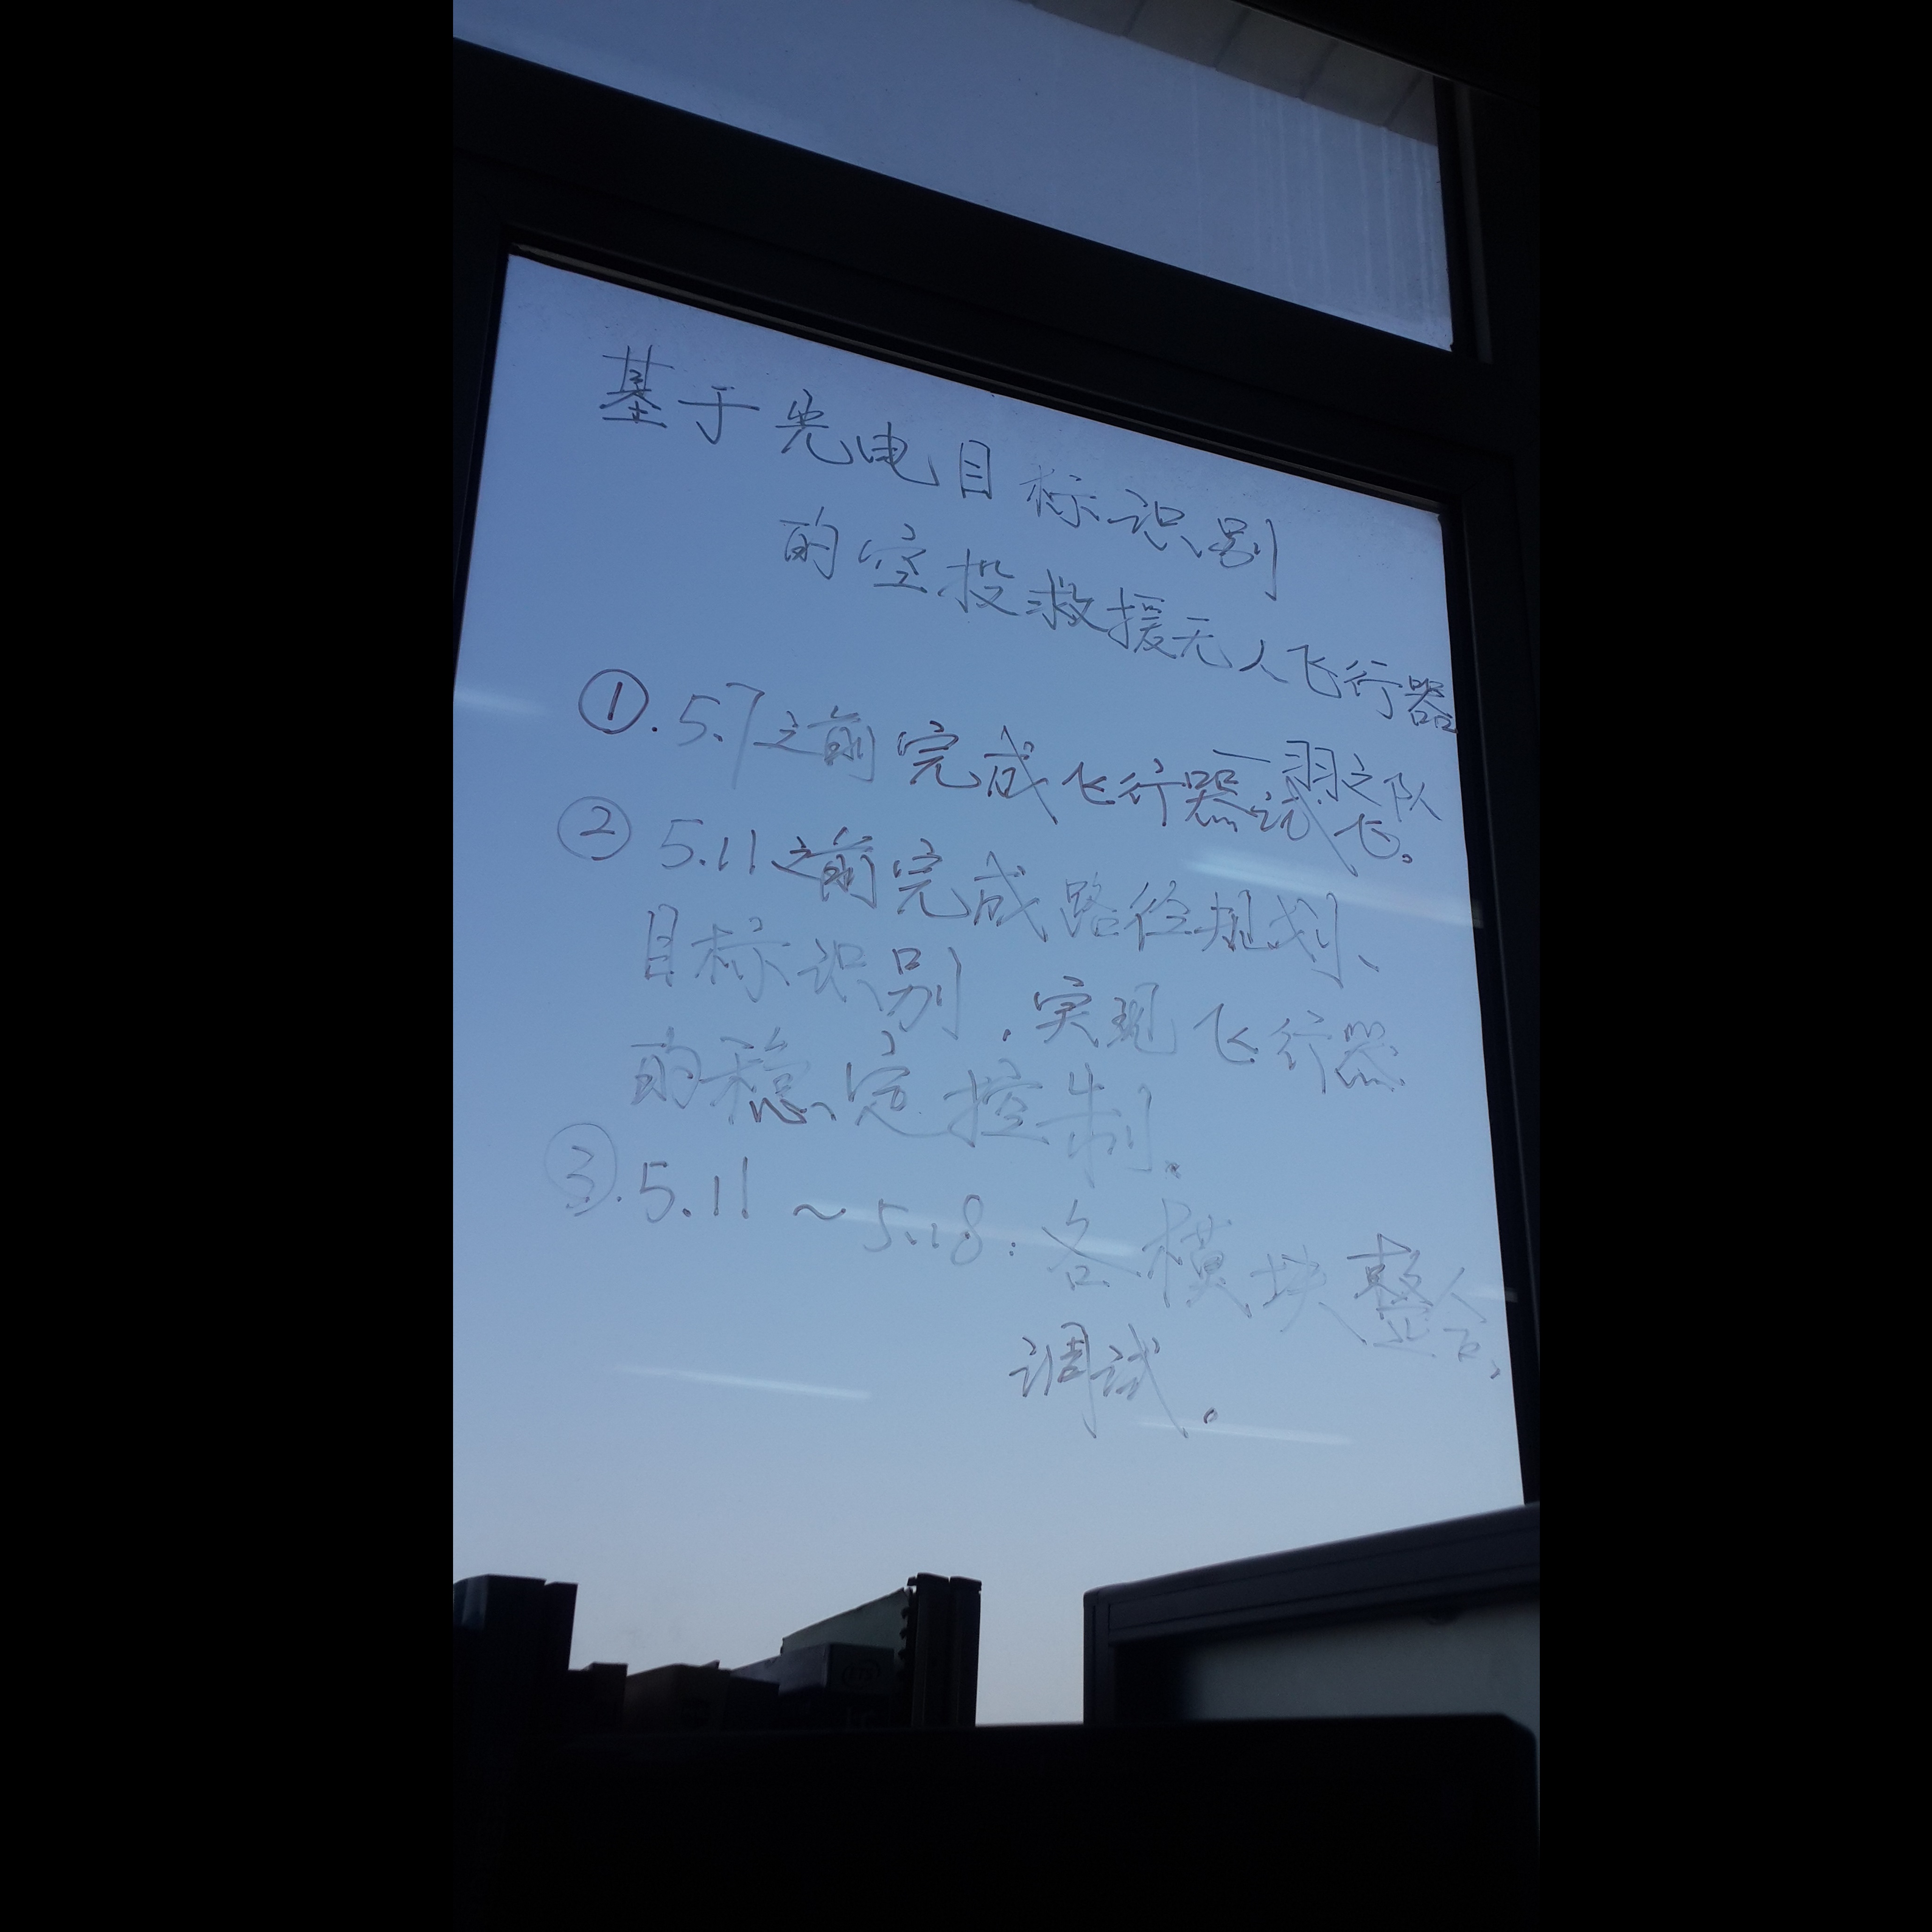 基于光电目标识别
的空投救援无人飞行器
一羽之队
①.5.7之前完成飞行器试飞。
② 5.11之前完成路径规划、
目标识别.实现飞行器
的稳定控制.
③.5.11~5.18:各模块整合、
调试。